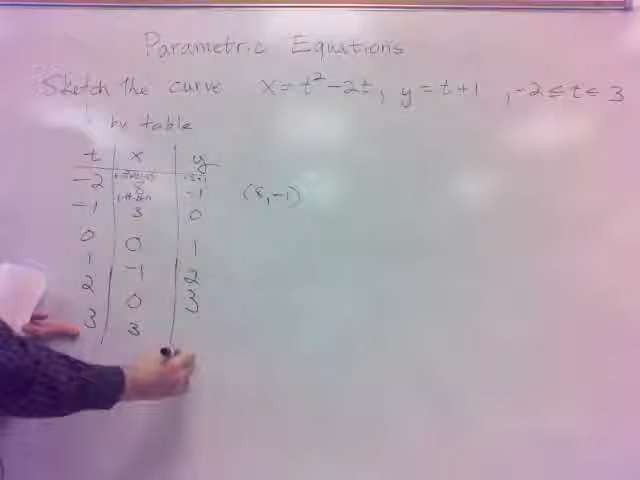 Parametric Equations
Sketch the curve x = t² - 2t, y = t + 1, -2 ≤ t ≤ 3
by table
t x y
-2 8 -1
-1 3 0
0 0 1
1 -1 2
2 0 3
3 3
(8, -1)